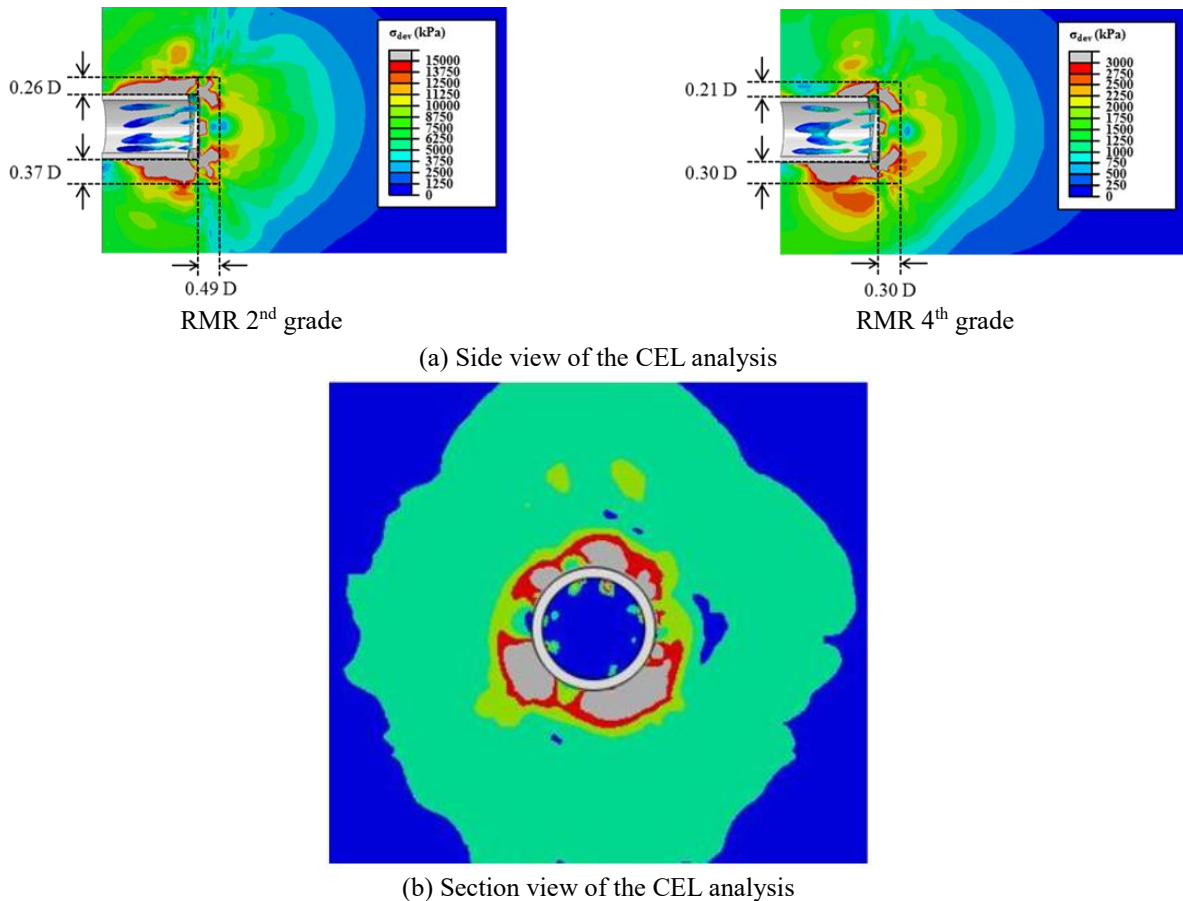 σdev (kPa)
15000
13750
12500
11250
10000
8750
7500
6250
5000
3750
2500
1250
0
0.26 D
0.37 D
0.49 D
RMR 2nd grade
σdev (kPa)
3000
2750
2500
2250
2000
1750
1500
1250
1000
750
500
250
0
0.21 D
0.30 D
0.30 D
RMR 4th grade
(a) Side view of the CEL analysis
(b) Section view of the CEL analysis